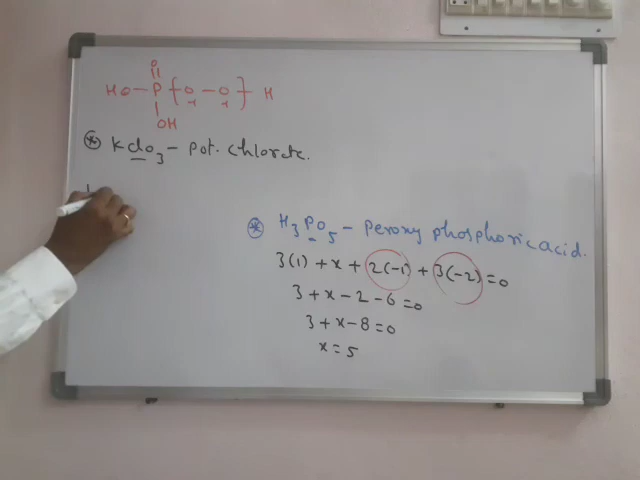 O
HO-P-{O-O}-H
-1 -1
OH
* KClO3 - Pot. chlorate.
1
* H3PO5 - Peroxy phosphoric acid.
3(1) + x + 2(-1) + 3(-2) = 0
3 + x - 2 - 6 = 0
3 + x - 8 = 0
x = 5